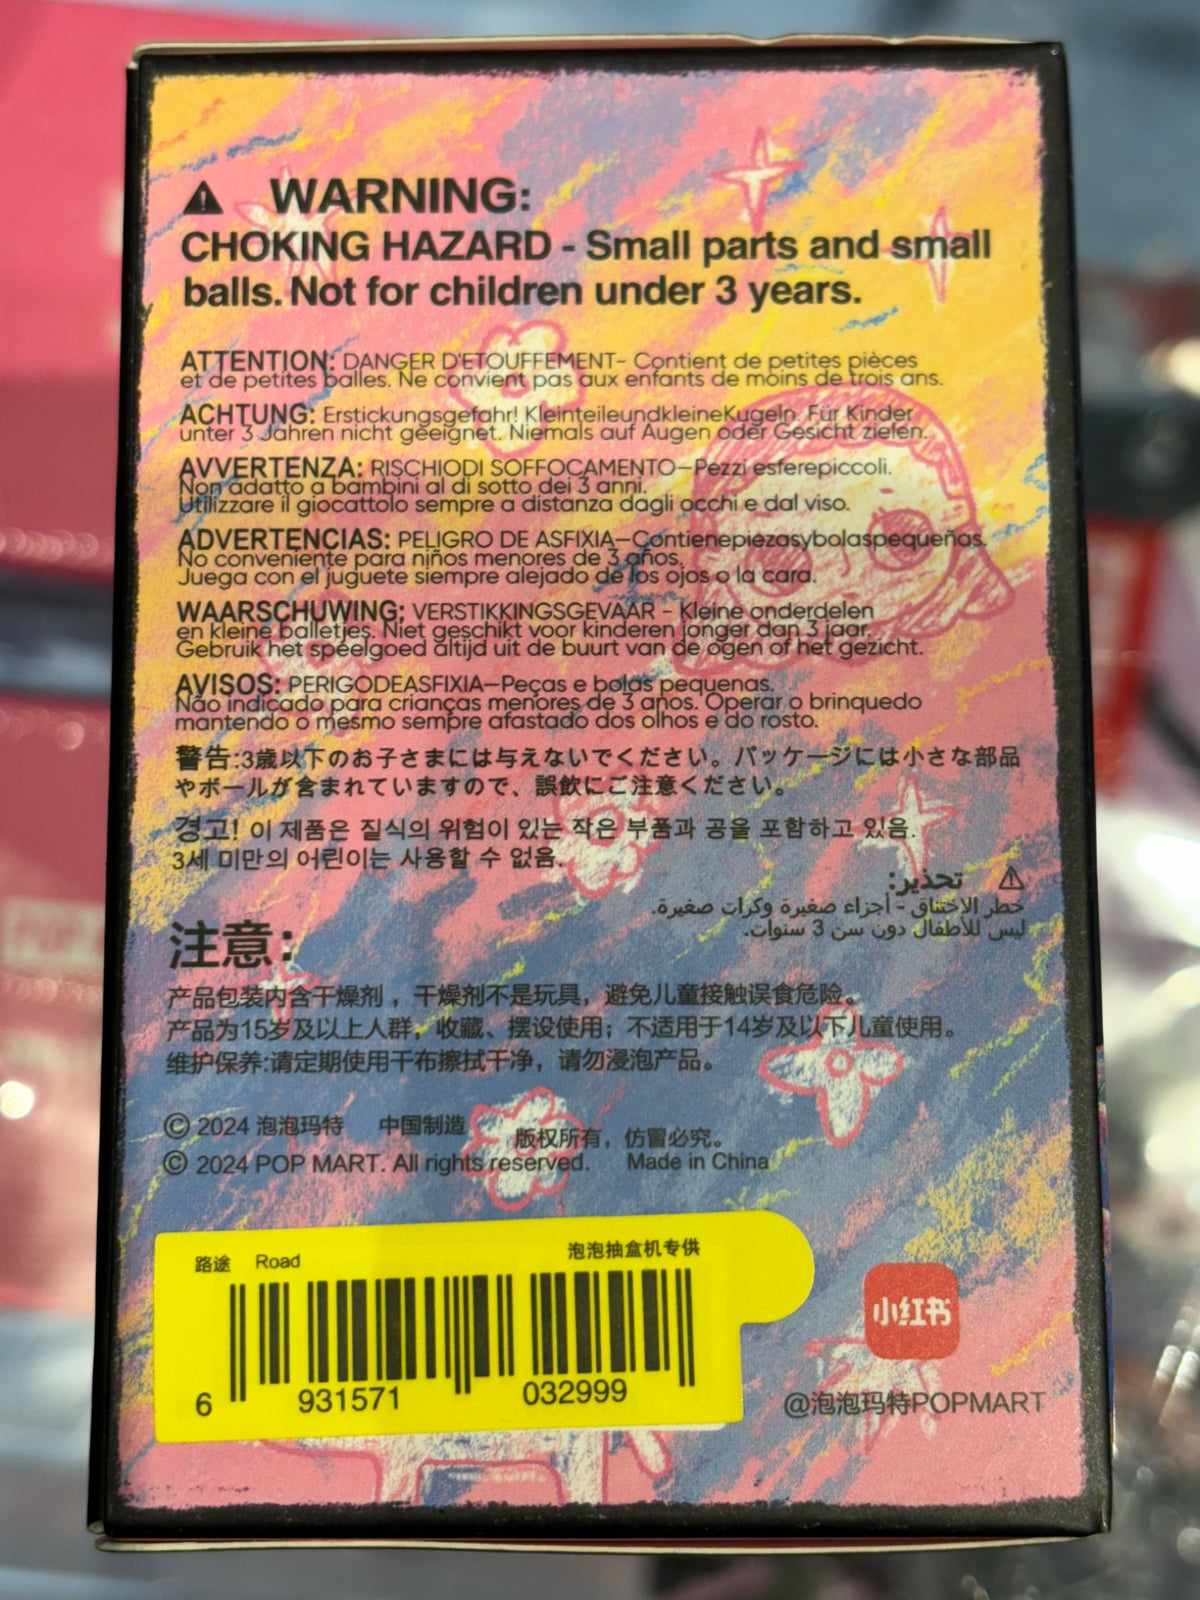 ⚠ WARNING:
CHOKING HAZARD - Small parts and small
balls. Not for children under 3 years.
ATTENTION: DANGER D'ETOUFFEMENT- Contient de petites pièces
et de petites balles. Ne convient pas aux enfants de moins de trois ans.
ACHTUNG: Erstickungsgefahr! KleinteileundkleineKugeln. Für Kinder
unter 3 Jahren nicht geeignet. Niemals auf Augen oder Gesicht zielen.
AVVERTENZA: RISCHIODI SOFFOCAMENTO–Pezzi esferepiccoli.
Non adatto a bambini al di sotto dei 3 anni.
Utilizzare il giocattolo sempre a distanza dagli occhi e dal viso.
ADVERTENCIAS: PELIGRO DE ASFIXIA–Contienepiezasybolaspequeñas.
No conveniente para niños menores de 3 años.
Juega con el juguete siempre alejado de los ojos o la cara.
WAARSCHUWING: VERSTIKKINGSGEVAAR - Kleine onderdelen
en kleine balletjes. Niet geschikt voor kinderen jonger dan 3 jaar.
Gebruik het speelgoed altijd uit de buurt van de ogen of het gezicht.
AVISOS: PERIGODEASFIXIA–Peças e bolas pequenas.
Não indicado para crianças menores de 3 anos. Operar o brinquedo
mantendo o mesmo sempre afastado dos olhos e do rosto.
警告:3歳以下のお子さまには与えないでください。パッケージには小さな部品
やボールが含まれていますので、誤飲にご注意ください。
경고! 이 제품은 질식의 위험이 있는 작은 부품과 공을 포함하고 있음.
3세 미만의 어린이는 사용할 수 없음.
⚠ تحذير:
خطر الاختناق - أجزاء صغيرة وكرات صغيرة.
ليس للأطفال دون سن 3 سنوات.
注意:
产品包装内含干燥剂，干燥剂不是玩具，避免儿童接触误食危险。
产品为15岁及以上人群，收藏、摆设使用；不适用于14岁及以下儿童使用。
维护保养:请定期使用干布擦拭干净，请勿浸泡产品。
© 2024 泡泡玛特 中国制造 版权所有，仿冒必究。
© 2024 POP MART. All rights reserved. Made in China
路途 Road 泡泡抽盒机专供
6 931571 032999
小红书
@泡泡玛特POPMART